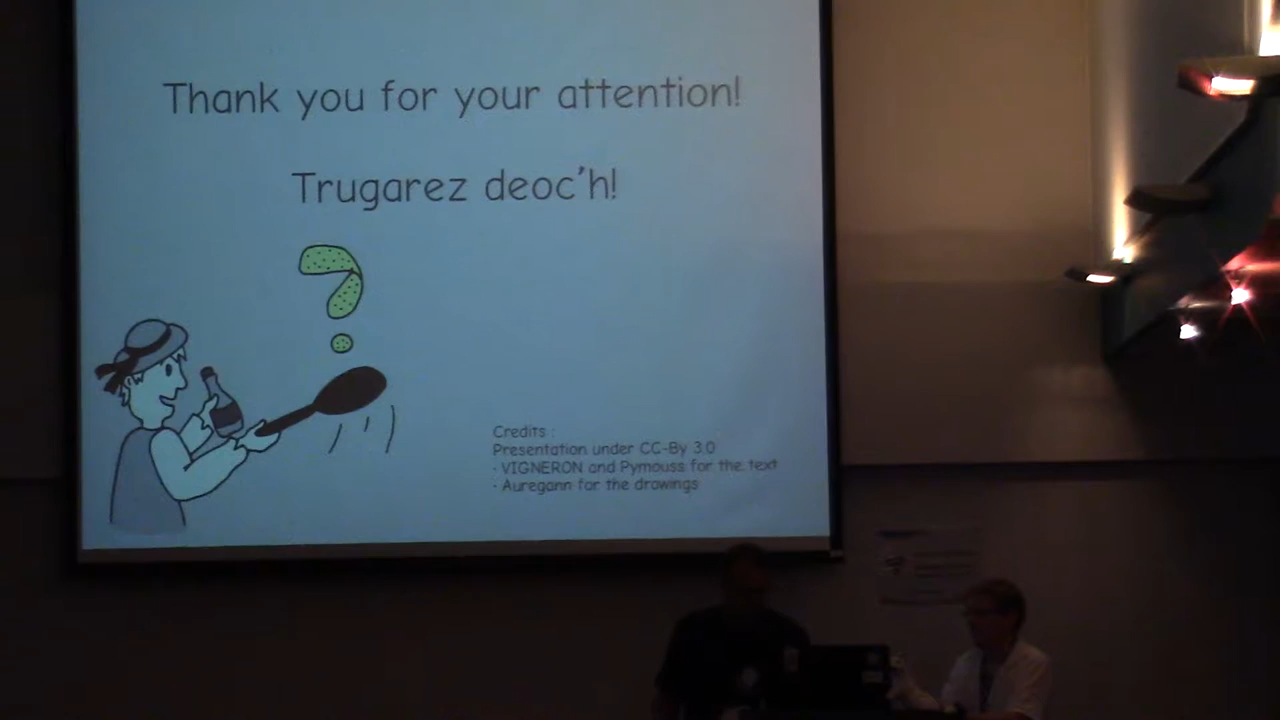 Thank you for your attention!
Trugarez deoc'h!
Credits :
Presentation under CC-By 3.0
· VIGNERON and Pymouss for the text
· Auregann for the drawings